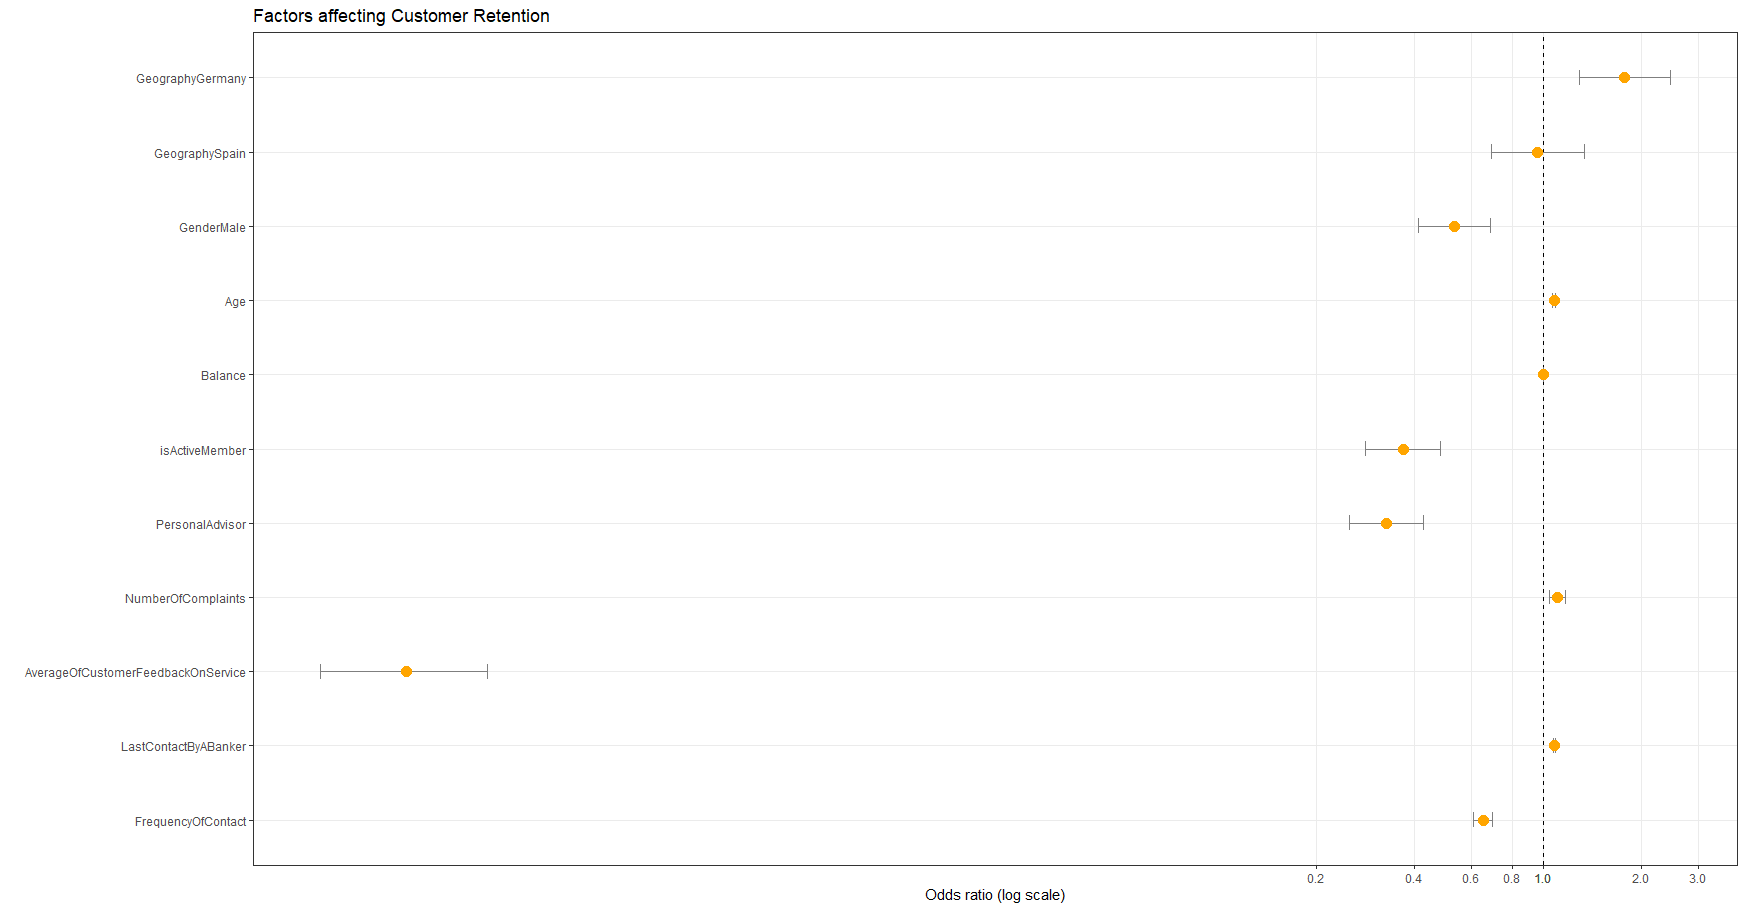 Factors affecting Customer Retention
GeographyGermany
GeographySpain
GenderMale
Age
Balance
isActiveMember
PersonalAdvisor
NumberOfComplaints
AverageOfCustomerFeedbackOnService
LastContactByABanker
FrequencyOfContact
0.2 0.4 0.6 0.8 1.0 2.0 3.0
Odds ratio (log scale)